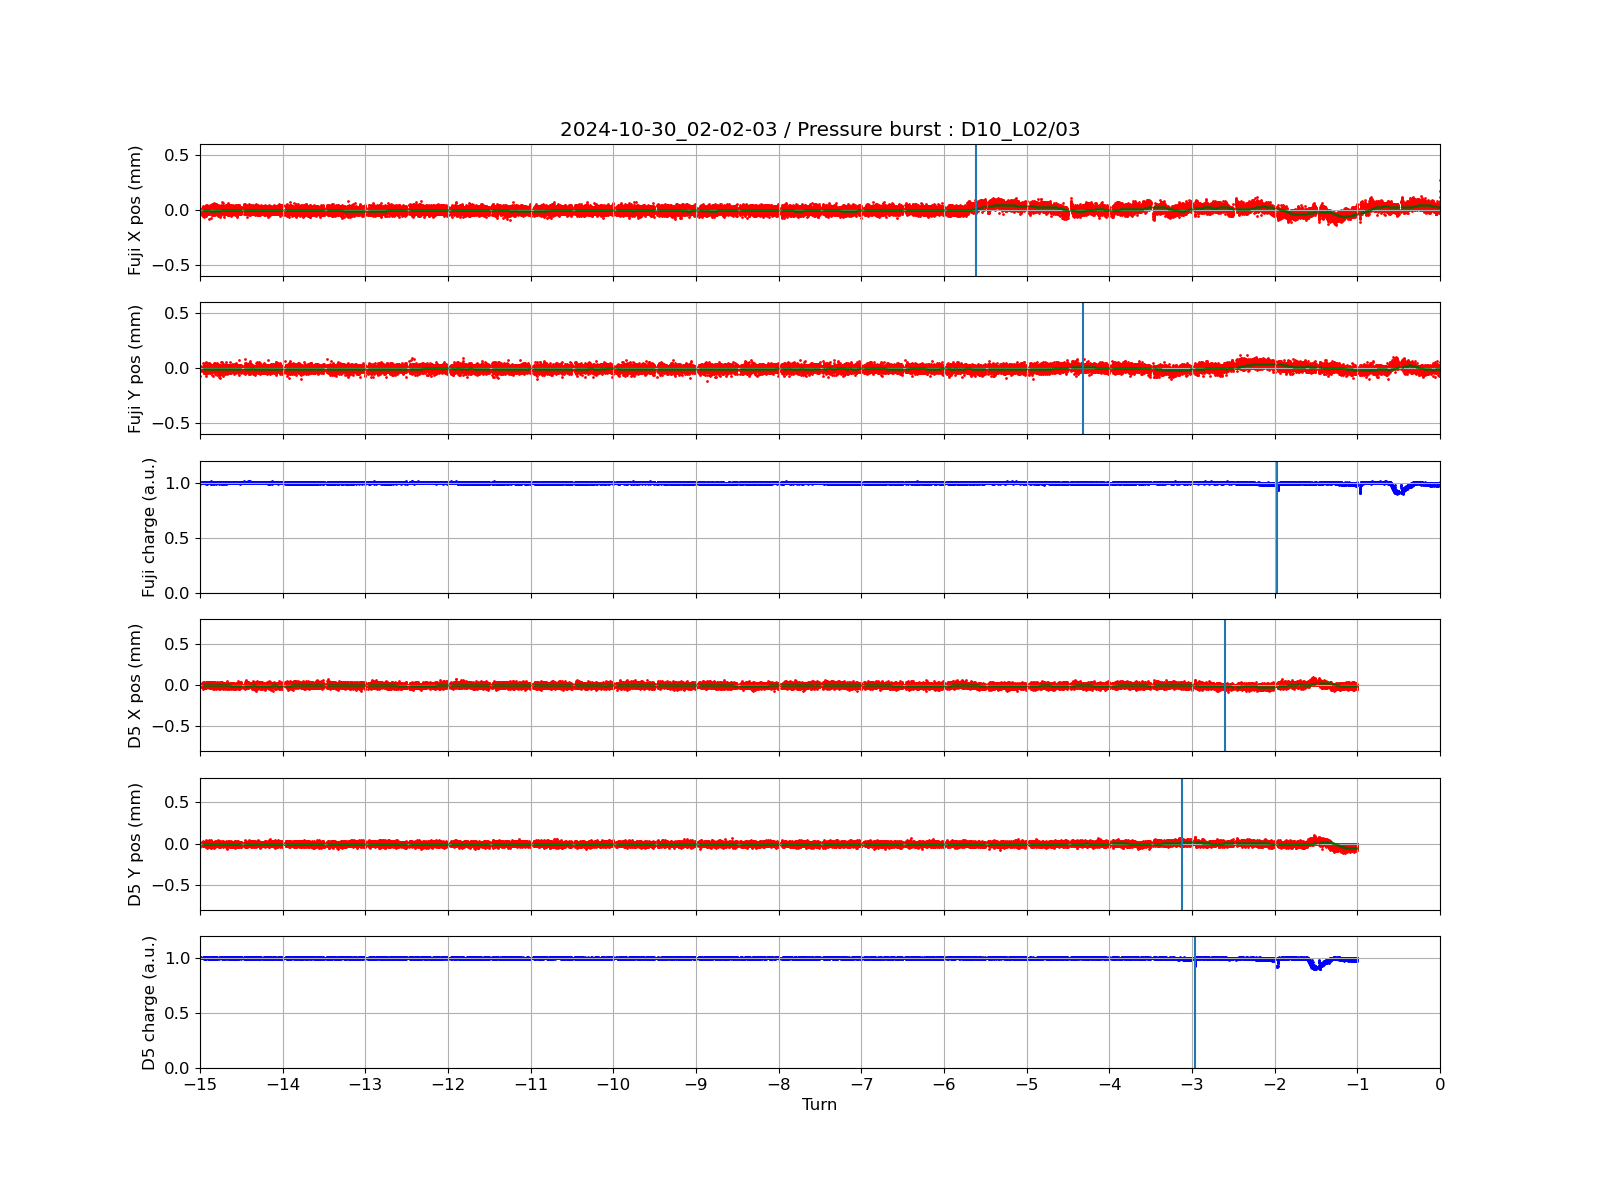 2024-10-30_02-02-03 / Pressure burst : D10_L02/03
Fuji X pos (mm)
0.5
0.0
−0.5
Fuji Y pos (mm)
0.5
0.0
−0.5
Fuji charge (a.u.)
1.0
0.5
0.0
D5 X pos (mm)
0.5
0.0
−0.5
D5 Y pos (mm)
0.5
0.0
−0.5
D5 charge (a.u.)
1.0
0.5
0.0
−15 −14 −13 −12 −11 −10 −9 −8 −7 −6 −5 −4 −3 −2 −1 0
Turn